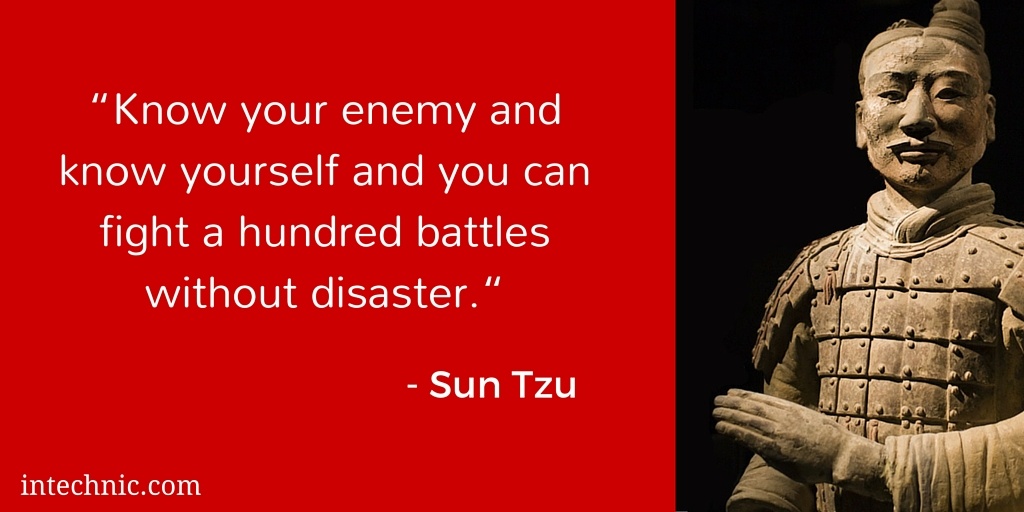 “Know your enemy and
know yourself and you can
fight a hundred battles
without disaster.“
- Sun Tzu
intechnic.com